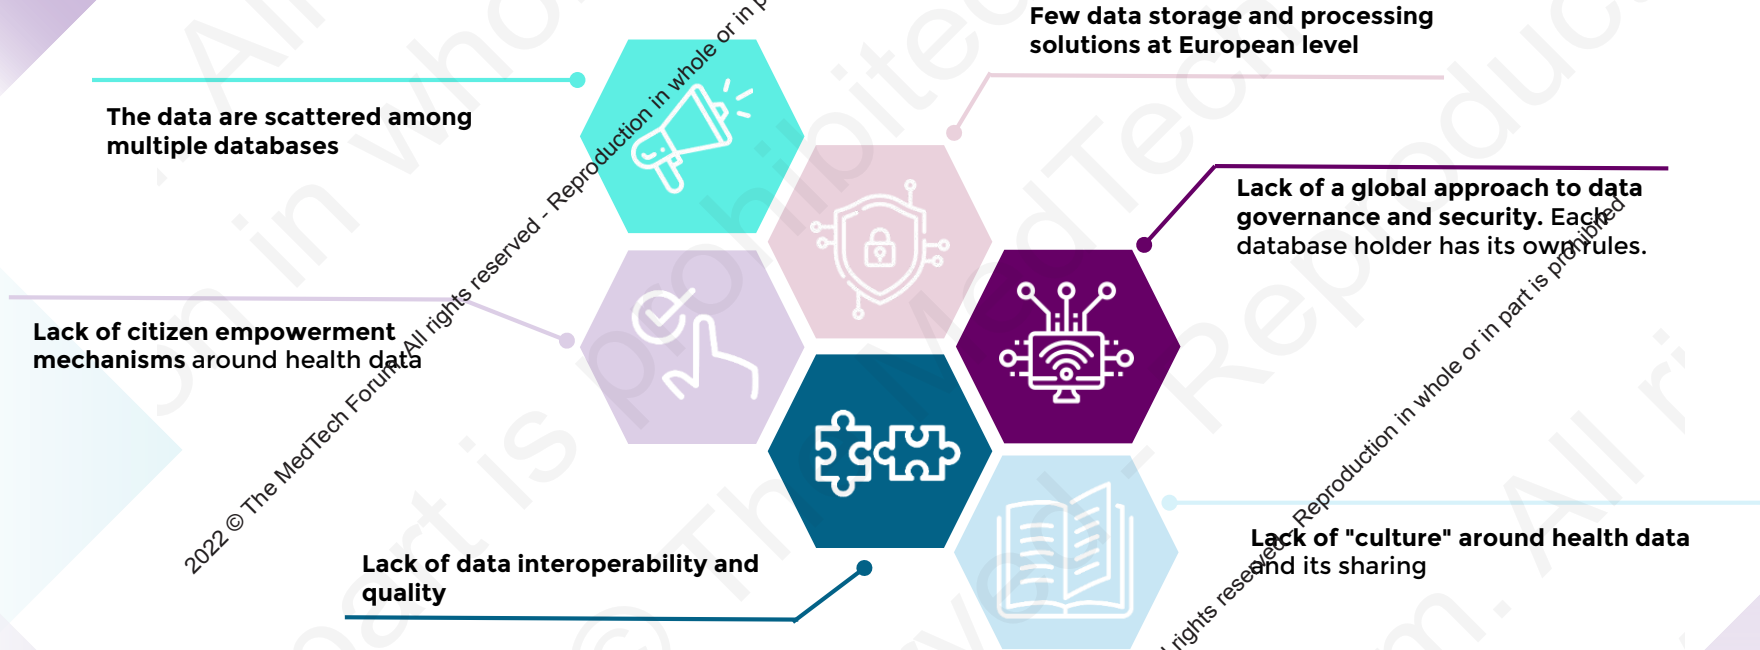 Few data storage and processing
solutions at European level
The data are scattered among
multiple databases
Lack of a global approach to data
governance and security. Each
database holder has its own rules.
Lack of citizen empowerment
mechanisms around health data
Lack of data interoperability and
quality
Lack of "culture" around health data
and its sharing
2022 © The MedTech Forum. All rights reserved - Reproduction in whole or in p
rights reserved - Reproduction in whole or in part is prohibited